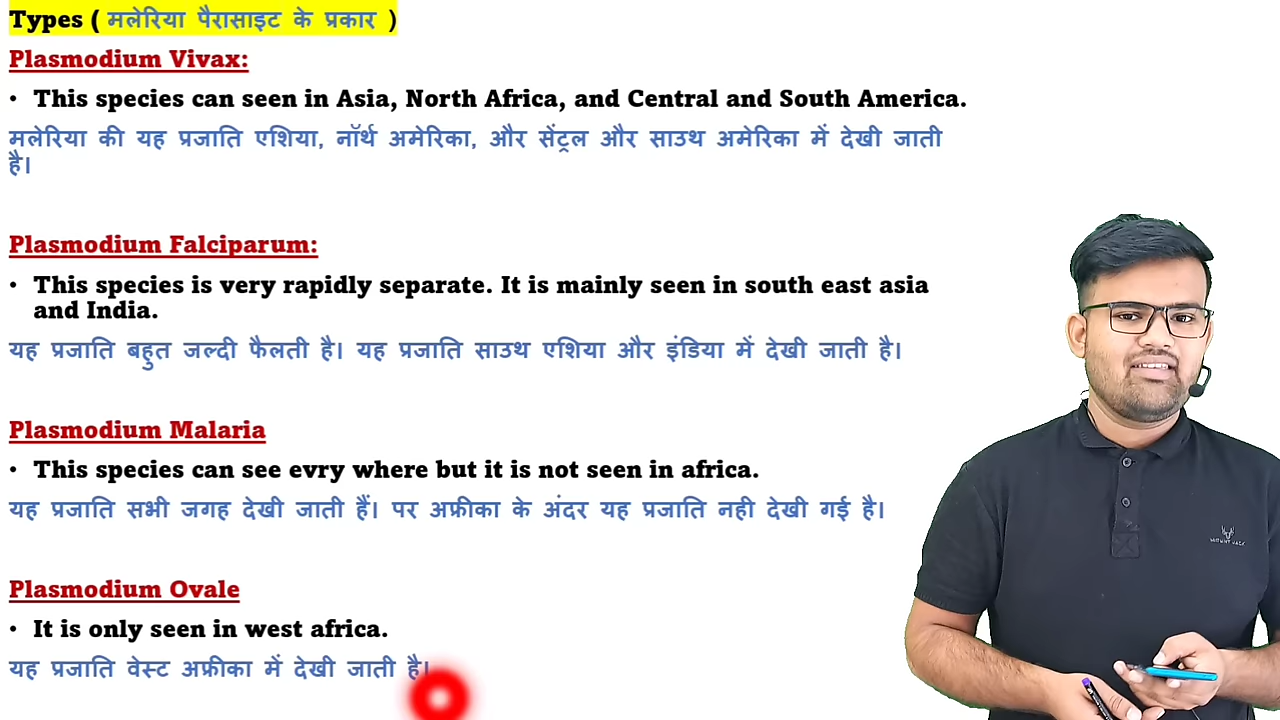 Types ( मलेरिया पैरासाइट के प्रकार )
Plasmodium Vivax:
• This species can seen in Asia, North Africa, and Central and South America.
मलेरिया की यह प्रजाति एशिया, नॉर्थ अमेरिका, और सेंट्रल और साउथ अमेरिका में देखी जाती
है।
Plasmodium Falciparum:
• This species is very rapidly separate. It is mainly seen in south east asia
and India.
यह प्रजाति बहुत जल्दी फैलती है। यह प्रजाति साउथ एशिया और इंडिया में देखी जाती है।
Plasmodium Malaria
• This species can see evry where but it is not seen in africa.
यह प्रजाति सभी जगह देखी जाती हैं। पर अफ्रीका के अंदर यह प्रजाति नही देखी गई है।
Plasmodium Ovale
• It is only seen in west africa.
यह प्रजाति वेस्ट अफ्रीका में देखी जाती है।